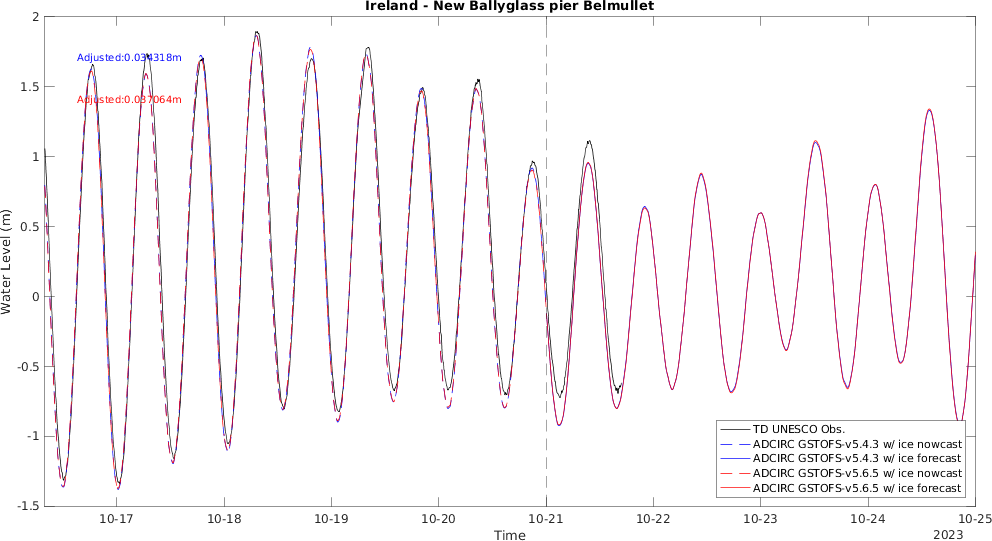 Ireland - New Ballyglass pier Belmullet
2
1.5
1
0.5
0
-0.5
-1
-1.5
Water Level (m)
Adjusted:0.034318m
Adjusted:0.037064m
TD UNESCO Obs.
ADCIRC GSTOFS-v5.4.3 w/ ice nowcast
ADCIRC GSTOFS-v5.4.3 w/ ice forecast
ADCIRC GSTOFS-v5.6.5 w/ ice nowcast
ADCIRC GSTOFS-v5.6.5 w/ ice forecast
10-17 10-18 10-19 10-20 10-21 10-22 10-23 10-24 10-25
Time
2023